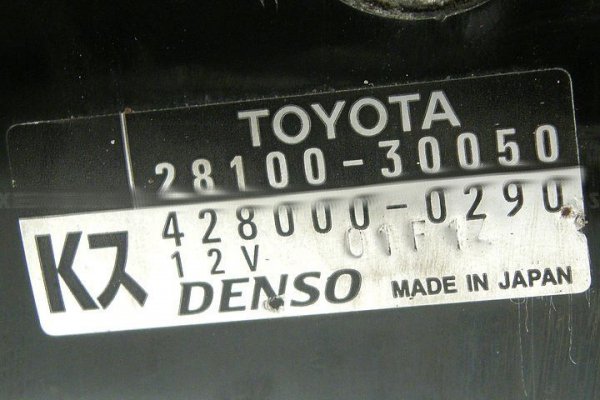 TOYOTA
28100-30050
428000-0290
12V
Kス
DENSO MADE IN JAPAN